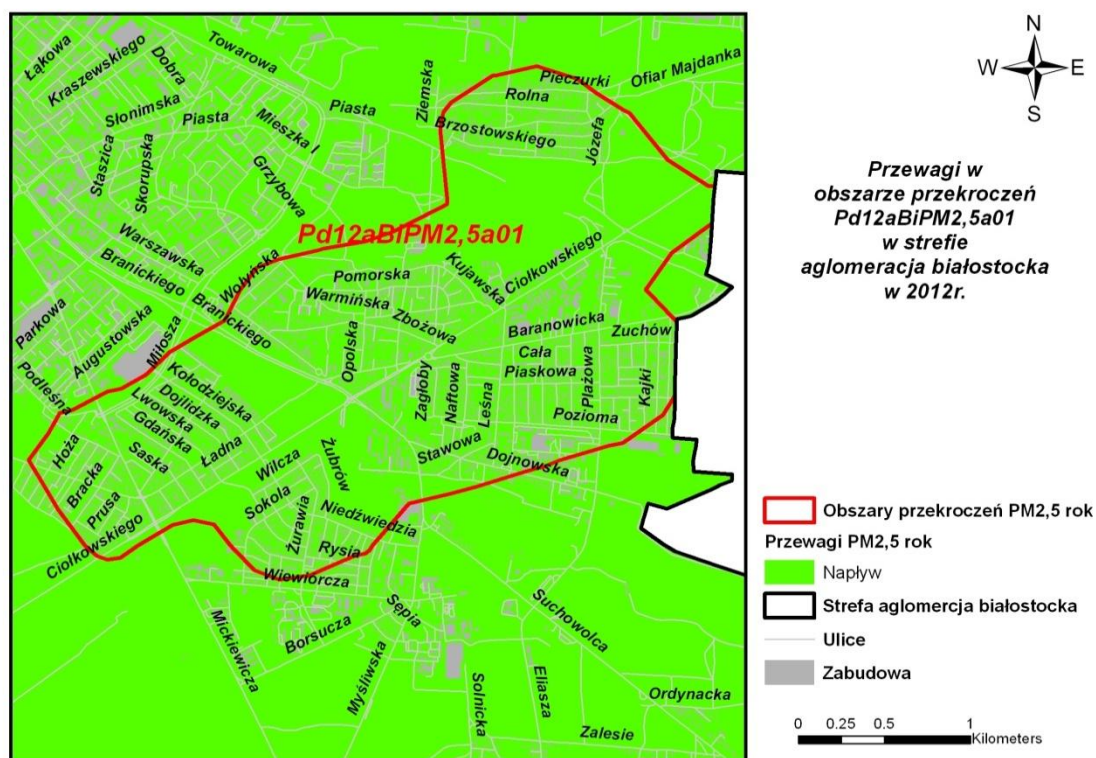 Łąkowa
Kraszewskiego
Dobra
Towarowa
Słonimska
Piasta
Mieszka I
Piasta
Ziemska
Pieczurki
Ofiar Majdanka
Rolna
Brzostowskiego
Józefa
Staszica
Skorupska
Grzybowa
Pd12aBiPM2,5a01
Warszawska
Branickiego
Wołyńska
Branickiego
Pomorska
Kujawska
Ciołkowskiego
Warmińska
Zbożowa
Baranowicka
Zuchów
Parkowa
Augustowska
Miłosza
Opolska
Cała
Piaskowa
Plażowa
Kajki
Podleśna
Kołodziejska
Dojlidzka
Lwowska
Gdańska
Zagłoby
Naftowa
Leśna
Pozioma
Hoża
Saska
Ładna
Stawowa
Dojnowska
Bracka
Prusa
Wilcza
Żubrów
Sokola
Niedźwiedzia
Ciołkowskiego
Żurawia
Rysia
Wiewiórcza
Sępia
Suchowolca
Mickiewicza
Borsucza
Myśliwska
Solnicka
Eliasza
Ordynacka
Zalesie
N
W E
S
Przewagi w
obszarze przekroczeń
Pd12aBiPM2,5a01
w strefie
aglomeracja białostocka
w 2012r.
Obszary przekroczeń PM2,5 rok
Przewagi PM2,5 rok
Napływ
Strefa aglomercja białostocka
Ulice
Zabudowa
0 0.25 0.5 1
Kilometers